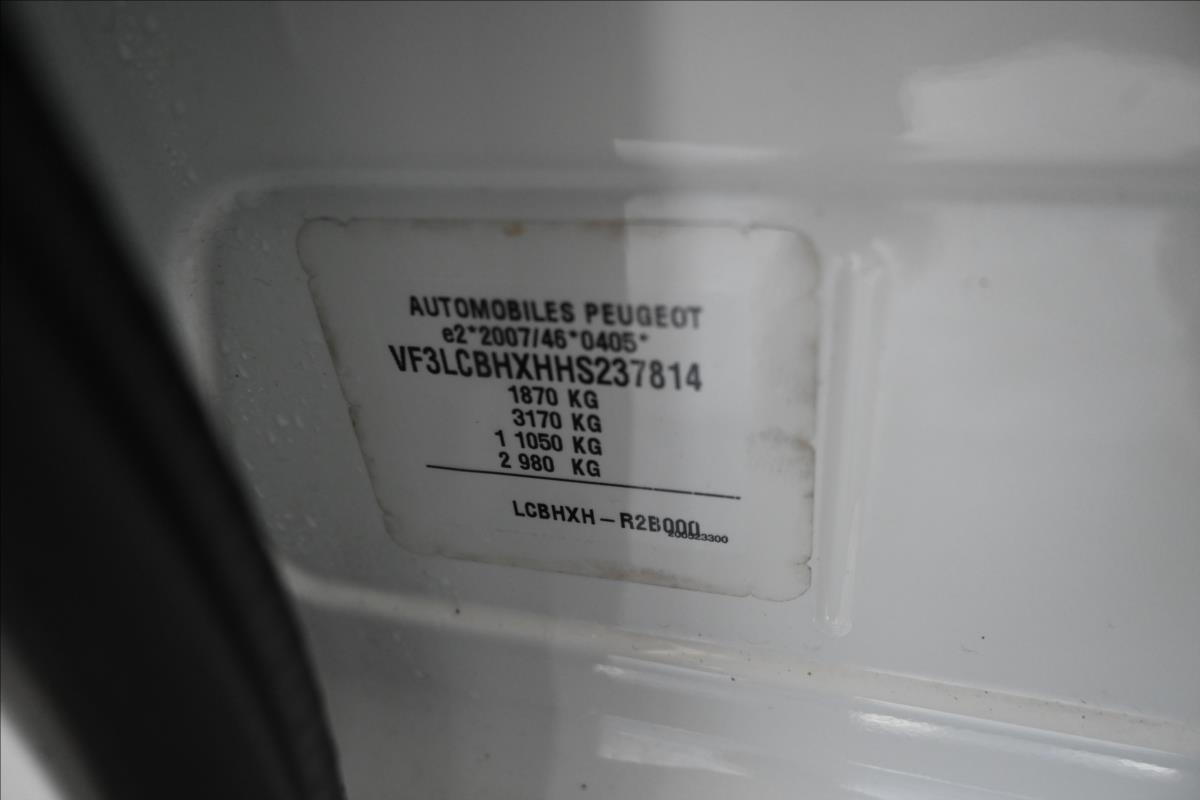 AUTOMOBILES PEUGEOT
e2*2007/46*0405*
VF3LCBHXHHS237814
1870 KG
3170 KG
1 1050 KG
2 980 KG
LCBHXH – R2B000
200523300